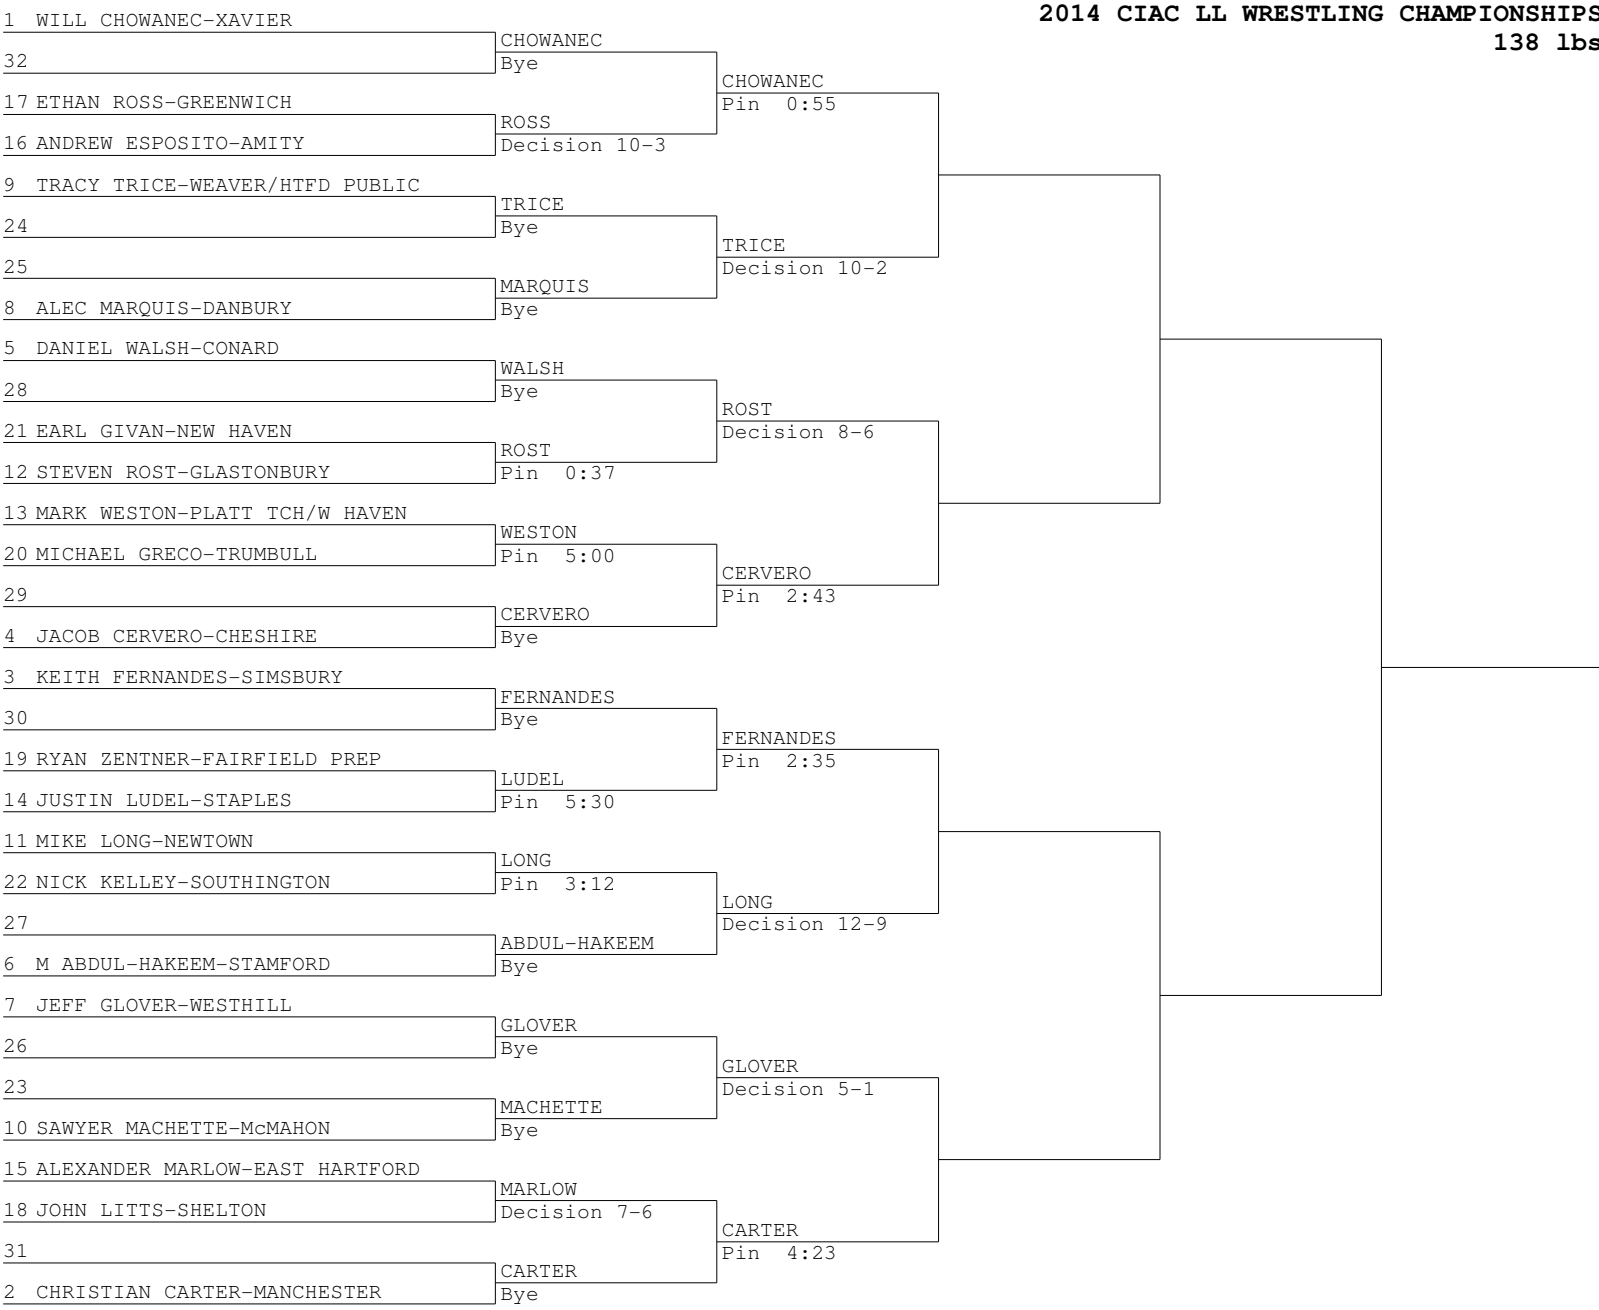 2014 CIAC LL WRESTLING CHAMPIONSHIPS
138 lbs
1 WILL CHOWANEC-XAVIER
CHOWANEC
32
Bye
CHOWANEC
17 ETHAN ROSS-GREENWICH
Pin 0:55
ROSS
16 ANDREW ESPOSITO-AMITY
Decision 10-3
9 TRACY TRICE-WEAVER/HTFD PUBLIC
TRICE
24
Bye
TRICE
25
Decision 10-2
MARQUIS
8 ALEC MARQUIS-DANBURY
Bye
5 DANIEL WALSH-CONARD
WALSH
28
Bye
ROST
21 EARL GIVAN-NEW HAVEN
Decision 8-6
ROST
12 STEVEN ROST-GLASTONBURY
Pin 0:37
13 MARK WESTON-PLATT TCH/W HAVEN
WESTON
20 MICHAEL GRECO-TRUMBULL
Pin 5:00
CERVERO
29
Pin 2:43
CERVERO
4 JACOB CERVERO-CHESHIRE
Bye
3 KEITH FERNANDES-SIMSBURY
FERNANDES
30
Bye
FERNANDES
19 RYAN ZENTNER-FAIRFIELD PREP
Pin 2:35
LUDEL
14 JUSTIN LUDEL-STAPLES
Pin 5:30
11 MIKE LONG-NEWTOWN
LONG
22 NICK KELLEY-SOUTHINGTON
Pin 3:12
LONG
27
Decision 12-9
ABDUL-HAKEEM
6 M ABDUL-HAKEEM-STAMFORD
Bye
7 JEFF GLOVER-WESTHILL
GLOVER
26
Bye
GLOVER
23
Decision 5-1
MACHETTE
10 SAWYER MACHETTE-McMAHON
Bye
15 ALEXANDER MARLOW-EAST HARTFORD
MARLOW
18 JOHN LITTS-SHELTON
Decision 7-6
CARTER
31
Pin 4:23
CARTER
2 CHRISTIAN CARTER-MANCHESTER
Bye